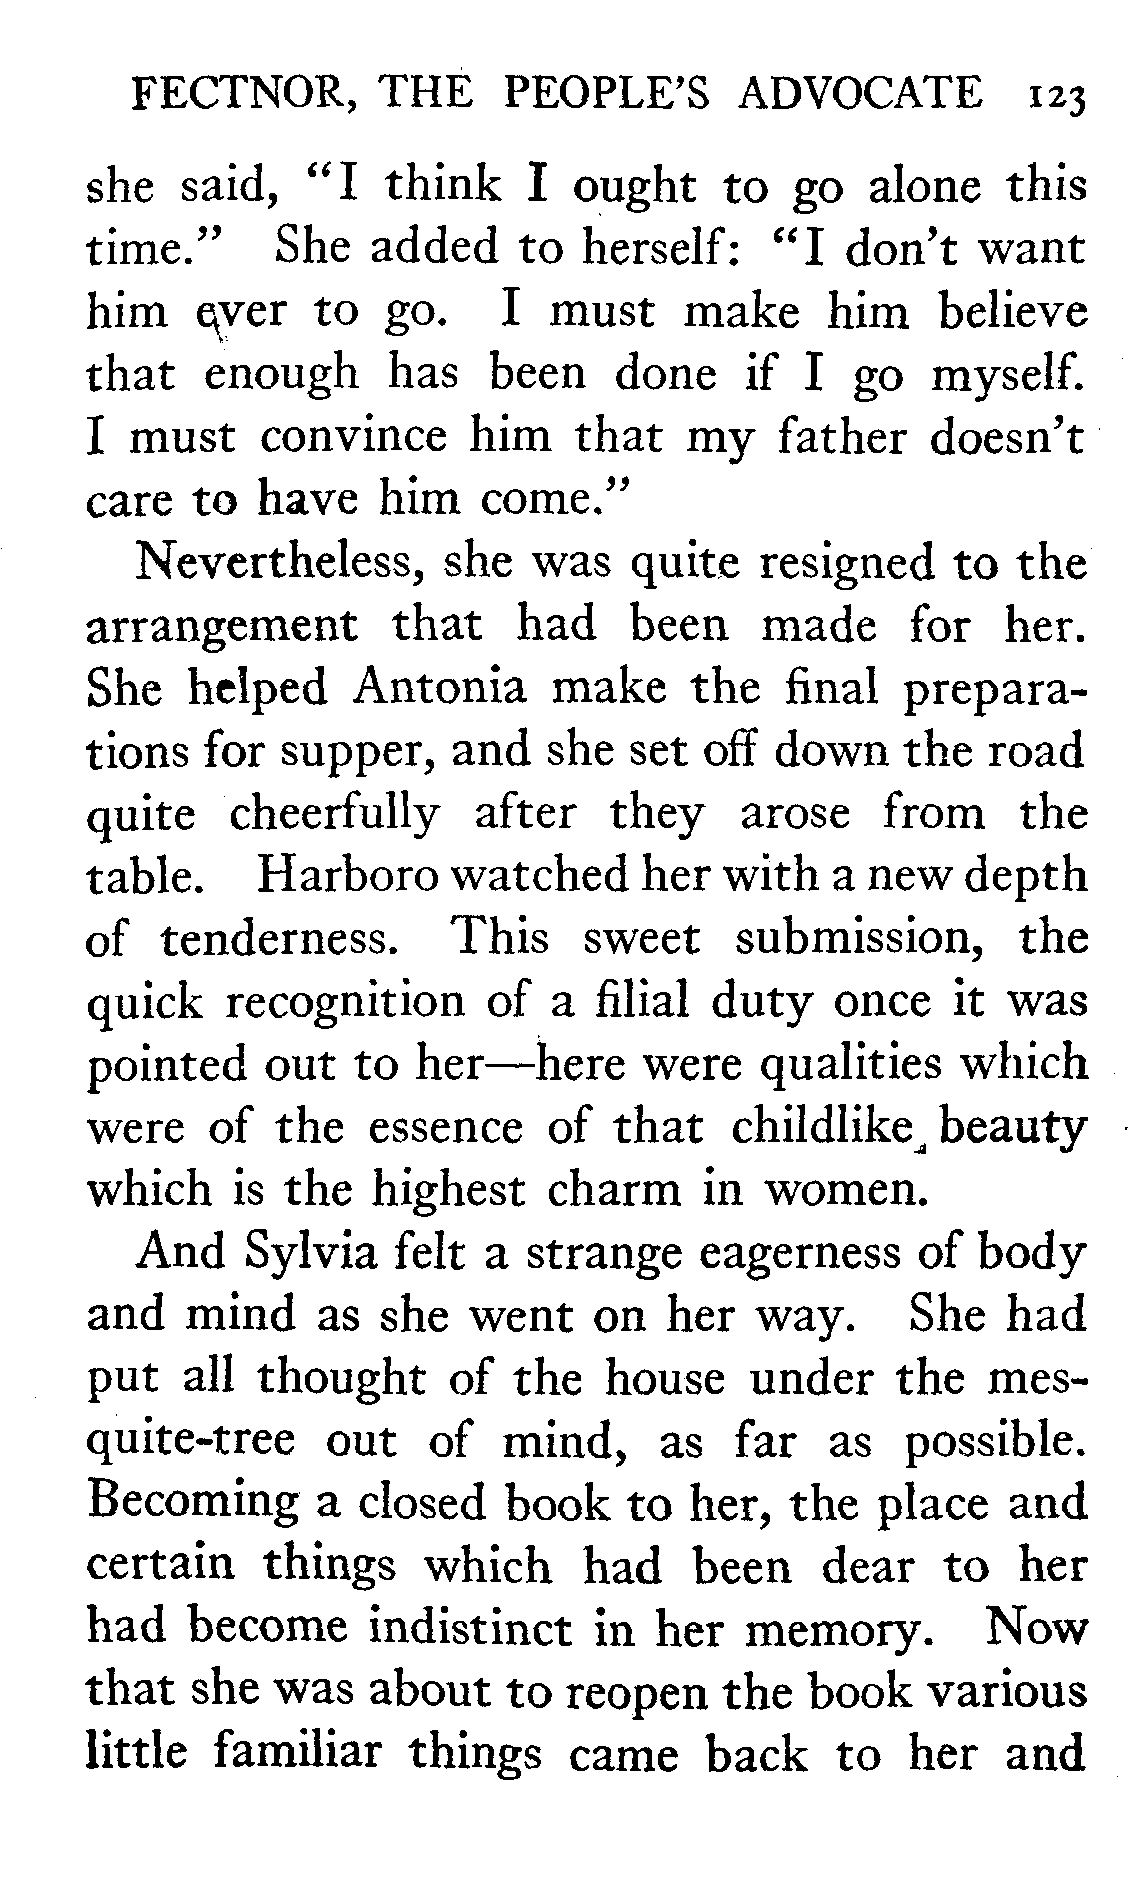 FECTNOR, THE PEOPLE'S ADVOCATE 123
she said, "I think I ought to go alone this
time." She added to herself: "I don't want
him ever to go. I must make him believe
that enough has been done if I go myself.
I must convince him that my father doesn't
care to have him come."
Nevertheless, she was quite resigned to the
arrangement that had been made for her.
She helped Antonia make the final prepara-
tions for supper, and she set off down the road
quite cheerfully after they arose from the
table. Harboro watched her with a new depth
of tenderness. This sweet submission, the
quick recognition of a filial duty once it was
pointed out to her—here were qualities which
were of the essence of that childlike beauty
which is the highest charm in women.
And Sylvia felt a strange eagerness of body
and mind as she went on her way. She had
put all thought of the house under the mes-
quite-tree out of mind, as far as possible.
Becoming a closed book to her, the place and
certain things which had been dear to her
had become indistinct in her memory. Now
that she was about to reopen the book various
little familiar things came back to her and